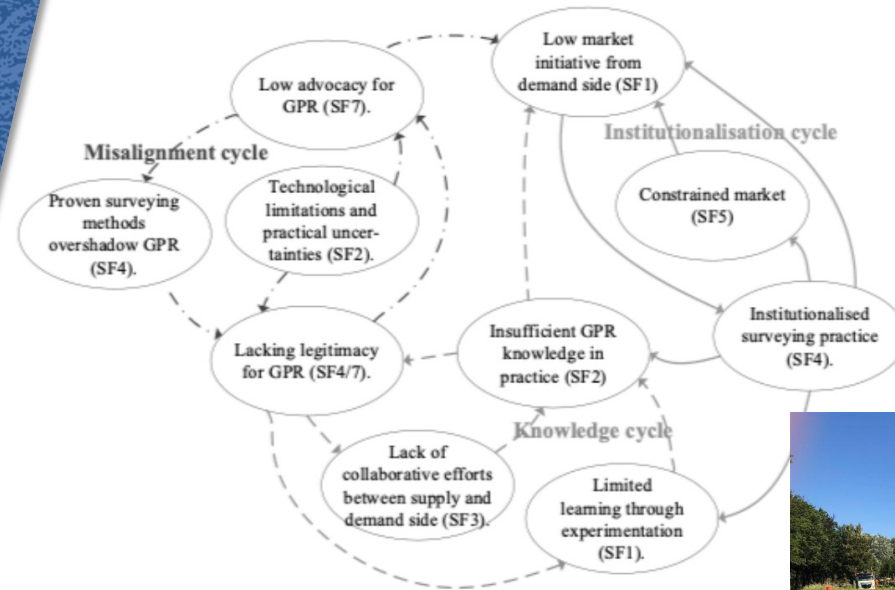 Low market
initiative from
demand side (SF1)
Low advocacy for
GPR (SF7).
Institutionalisation cycle
Misalignment cycle
Technological
limitations and
practical uncer-
tainties (SF2).
Proven surveying
methods
overshadow GPR
(SF4).
Constrained market
(SF5)
Institutionalised
surveying practice
(SF4).
Insufficient GPR
knowledge in
practice (SF2)
Lacking legitimacy
for GPR (SF4/7).
Knowledge cycle
Lack of
collaborative efforts
between supply and
demand side (SF3).
Limited
learning through
experimentation
(SF1).